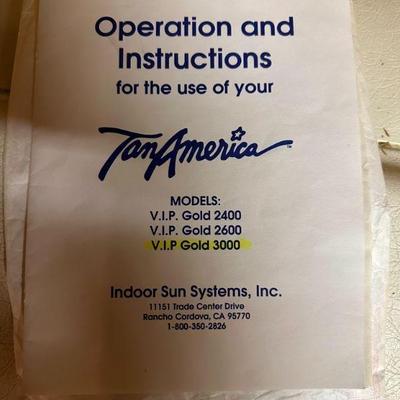 Operation and
Instructions
for the use of your
TanAmerica™
MODELS:
V.I.P. Gold 2400
V.I.P. Gold 2600
V.I.P Gold 3000
Indoor Sun Systems, Inc.
11151 Trade Center Drive
Rancho Cordova, CA 95770
1-800-350-2826